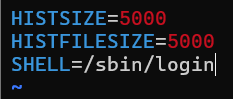 HISTSIZE=5000
HISTFILESIZE=5000
SHELL=/sbin/login
~